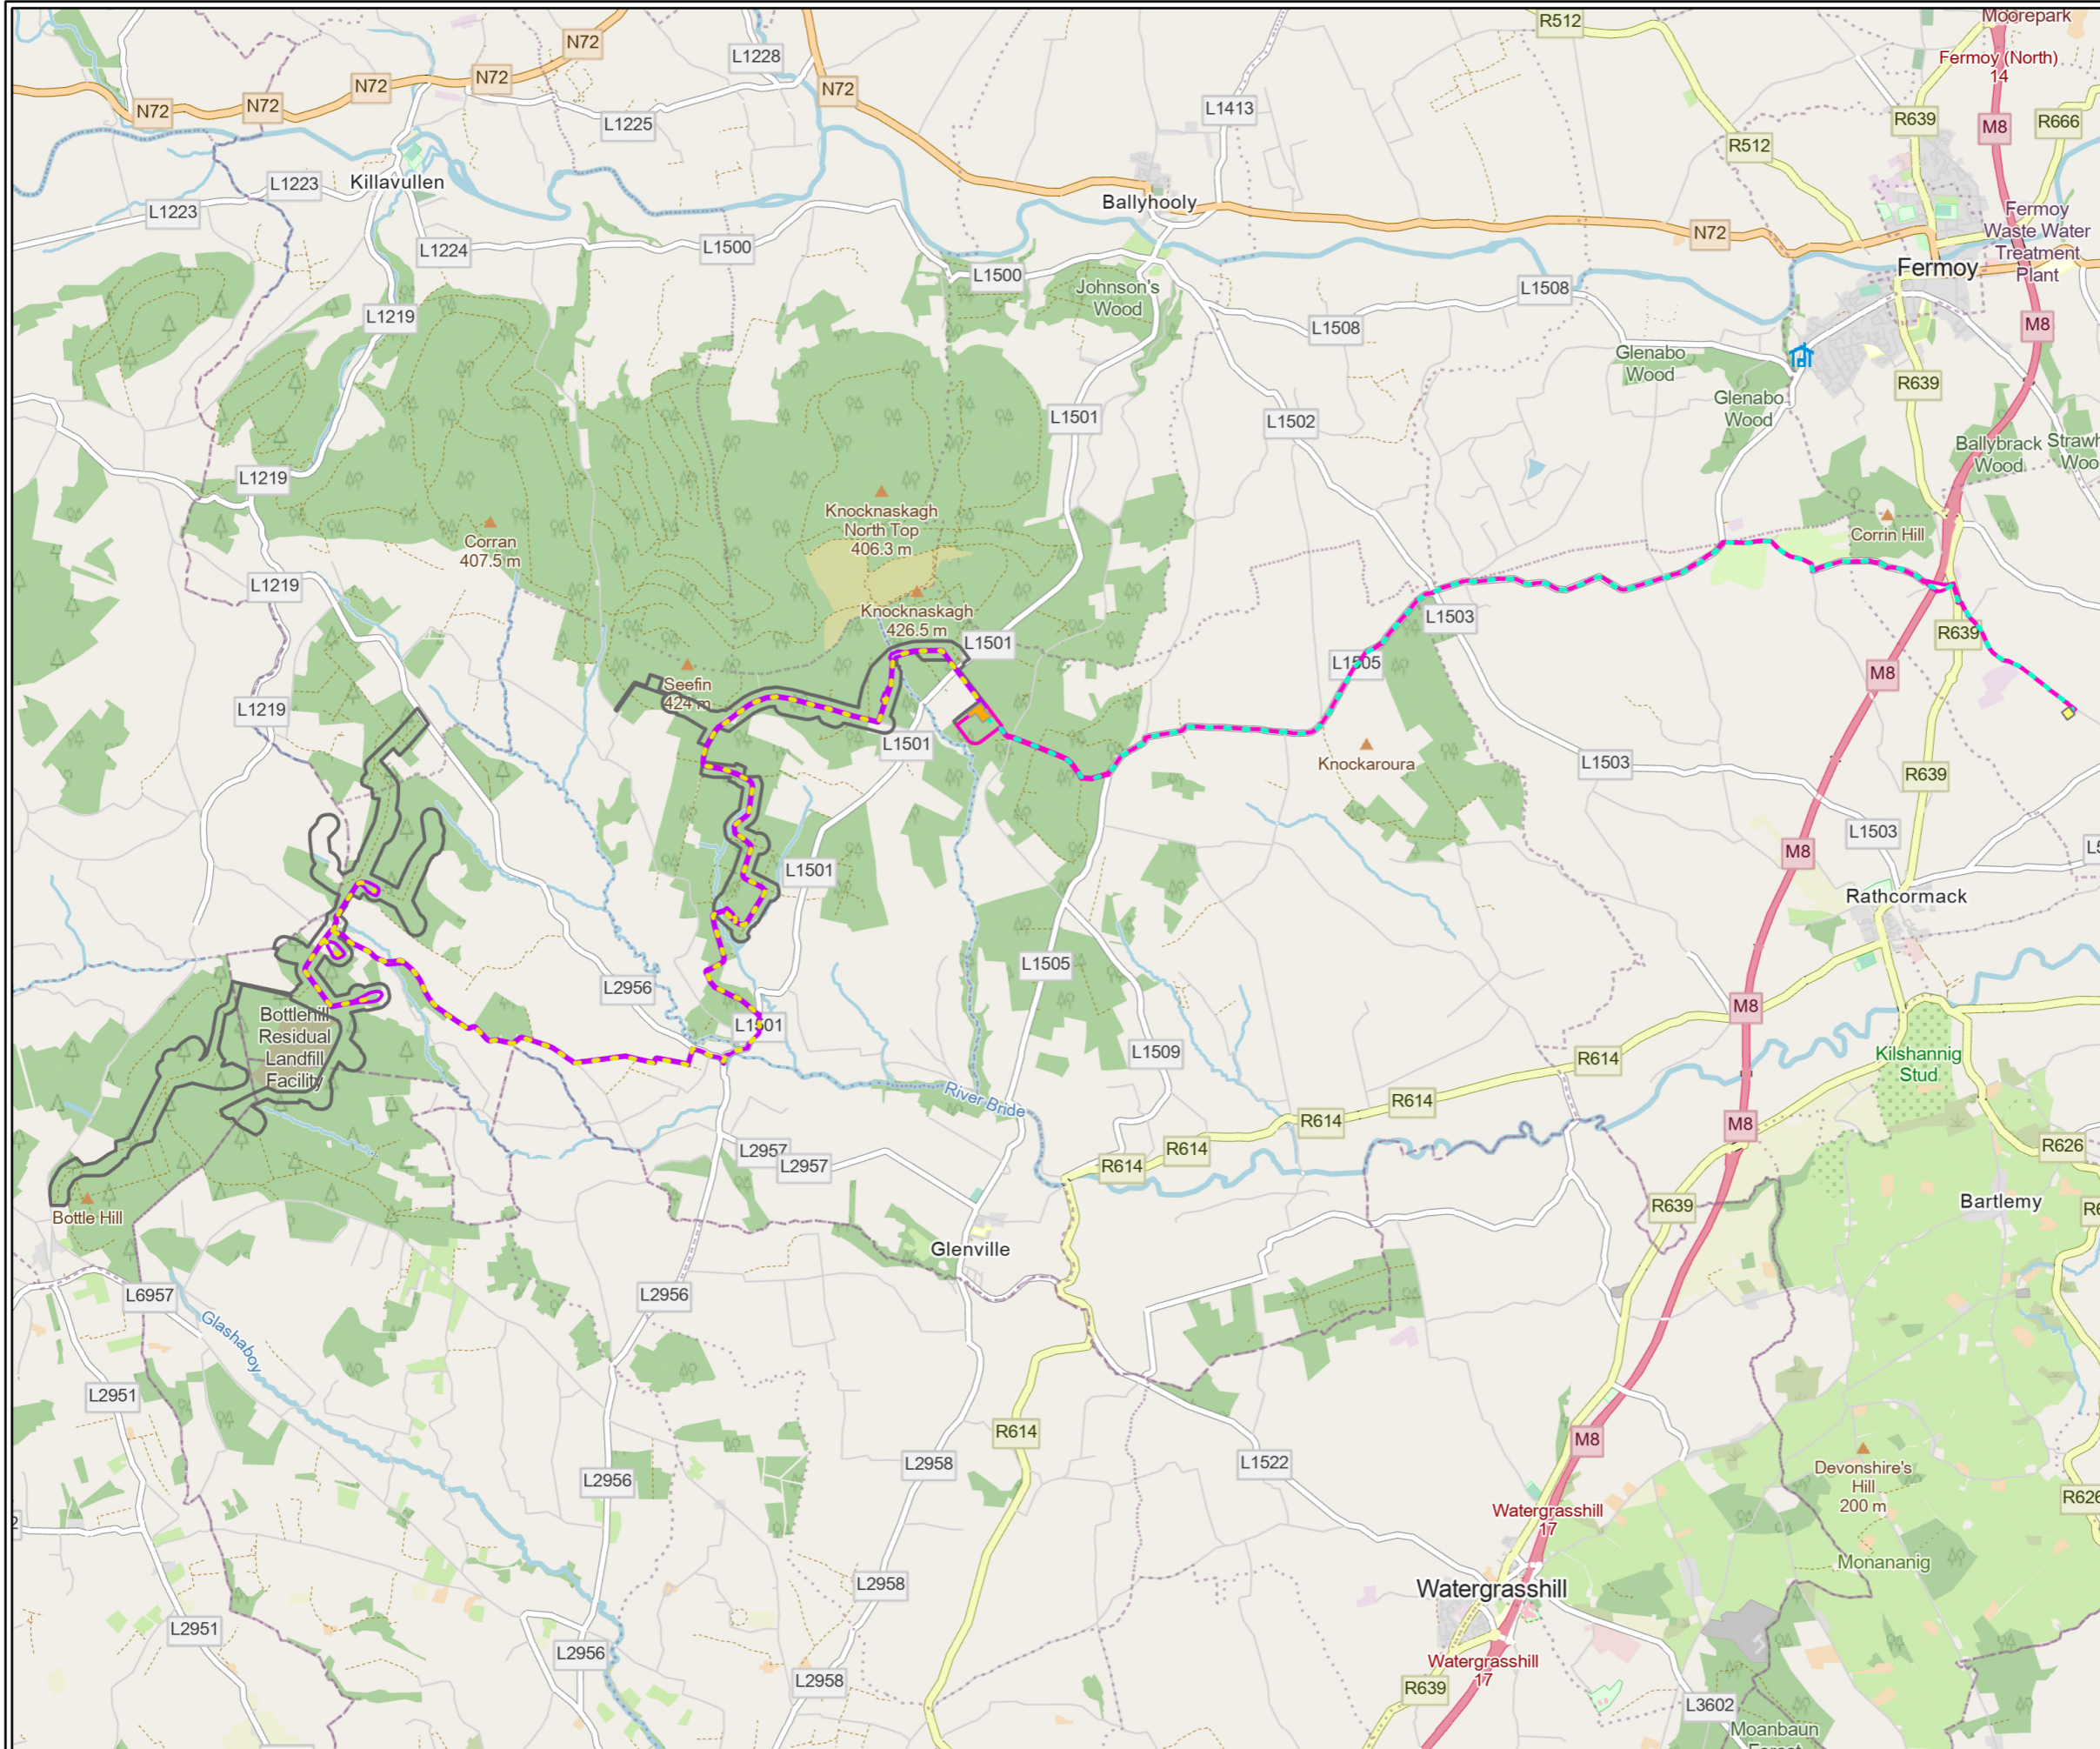 Moorepark
R512
N72
L1228
Fermoy (North)
14
N72
N72
N72
N72
N72
L1413
L1225
R639
M8
R666
R512
Killavullen
L1223
L1223
Ballyhooly
Fermoy
Waste Water
Treatment
Plant
L1224
L1500
N72
L1500
Fermoy
Johnson's
Wood
L1508
L1219
L1508
M8
Glenabo
Wood
R639
Glenabo
Wood
L1501
L1502
Ballybrack
Wood
L1219
Knocknaskagh
North Top
406.3 m
Corran
407.5 m
Corrin Hill
L1219
Knocknaskagh
426.5 m
L1503
L1501
R639
L1505
M8
Seefin
424 m
L1219
L1501
Knockaroura
L1503
R639
L1503
M8
L1501
Rathcormack
L1505
L2956
M8
Bottlehill
Residual
Landfill
Facility
L1501
L1509
R614
Kilshannig
Stud
River Bride
R614
R614
M8
L2957
L2957
R614
R614
R626
Bartlemy
R639
Bottle Hill
Glenville
L6957
L2956
Glashaboy
L2951
R614
M8
L2958
L1522
L2956
Devonshire's
Hill
200 m
R626
Watergrasshill
17
Monananig
L2958
Watergrasshill
L2951
L2956
Watergrasshill
17
L2958
R639
L3602
Moanbaun